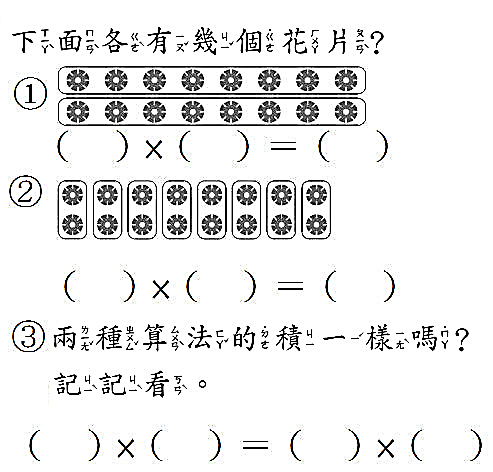 下面各有幾個花片?
①
( )×( )=( )
②
( )×( )=( )
③兩種算法的積一樣嗎?
記記看。
( )×( )=( )×( )